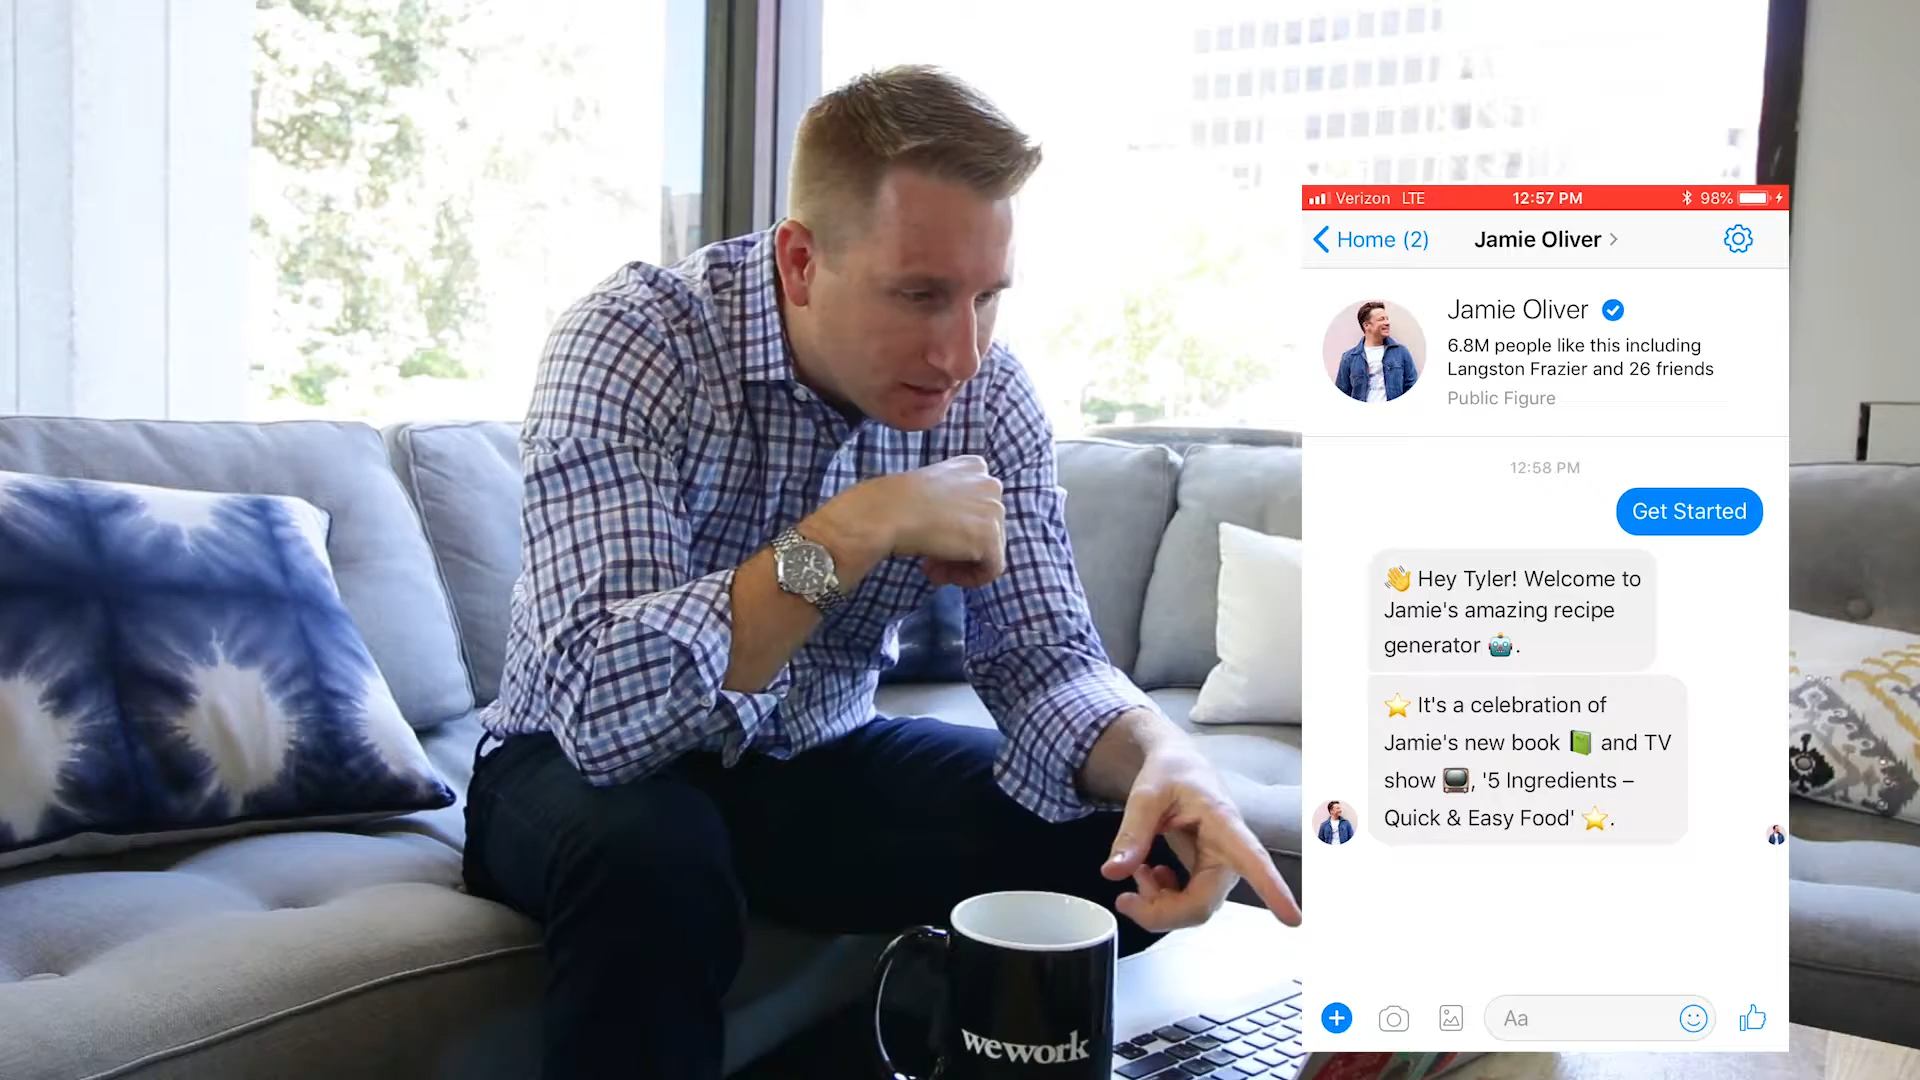 Verizon LTE 12:57 PM 98%
Home (2) Jamie Oliver
Jamie Oliver
6.8M people like this including
Langston Frazier and 26 friends
Public Figure
12:58 PM
Get Started
👋 Hey Tyler! Welcome to
Jamie's amazing recipe
generator 🤖.
⭐ It's a celebration of
Jamie's new book 📗 and TV
show 📺, '5 Ingredients –
Quick & Easy Food' ⭐.
Aa
wework